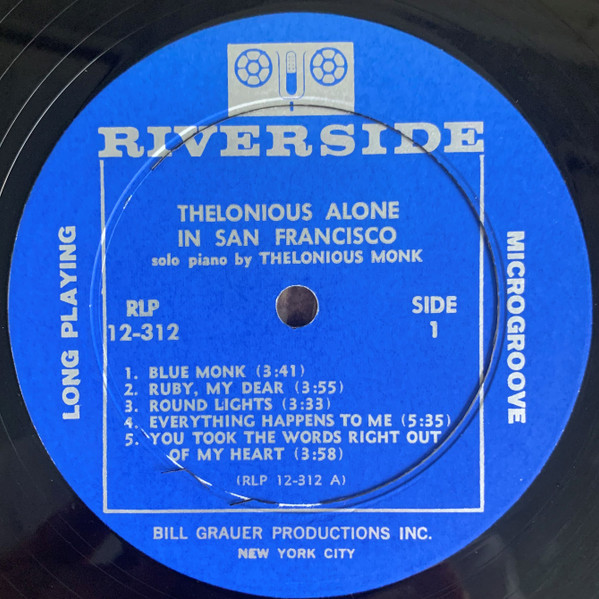 RIVERSIDE
THELONIOUS ALONE
IN SAN FRANCISCO
solo piano by THELONIOUS MONK
LONG PLAYING
RLP
12-312
SIDE
1
MICROGROOVE
1. BLUE MONK (3:41)
2. RUBY, MY DEAR (3:55)
3. ROUND LIGHTS (3:33)
4. EVERYTHING HAPPENS TO ME (5:35)
5. YOU TOOK THE WORDS RIGHT OUT
OF MY HEART (3:58)
(RLP 12-312 A)
BILL GRAUER PRODUCTIONS INC.
NEW YORK CITY